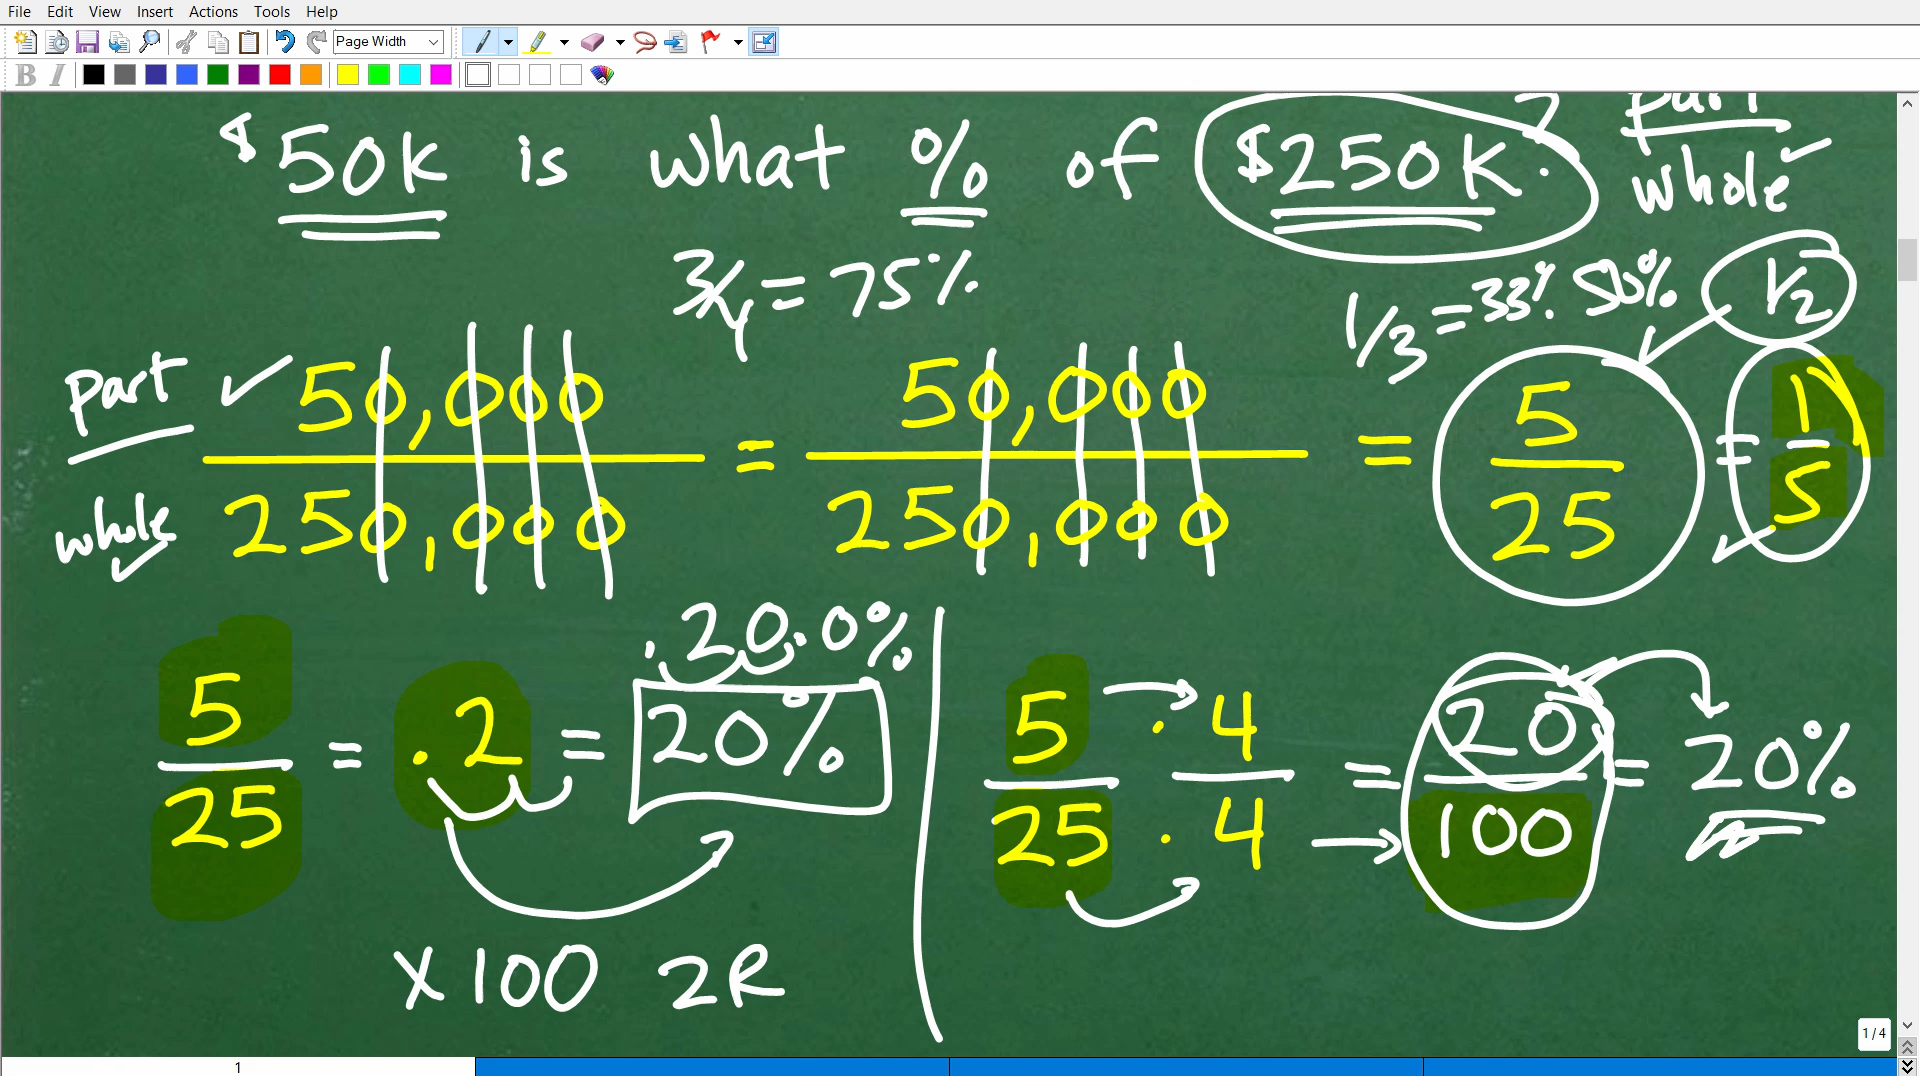 File Edit View Insert Actions Tools Help
Page Width
B I
$50K is what % of $250K?
part
whole
3/4 = 75%
1/3 = 33% 50% 1/2
part 50,000 = 50,000 = 5 = 1
whole 250,000 250,000 25 5
.20.0%
5 = .2 = 20%
25
x100 2R
5 · 4 = 20 = 20%
25 · 4 100
1 / 4
1